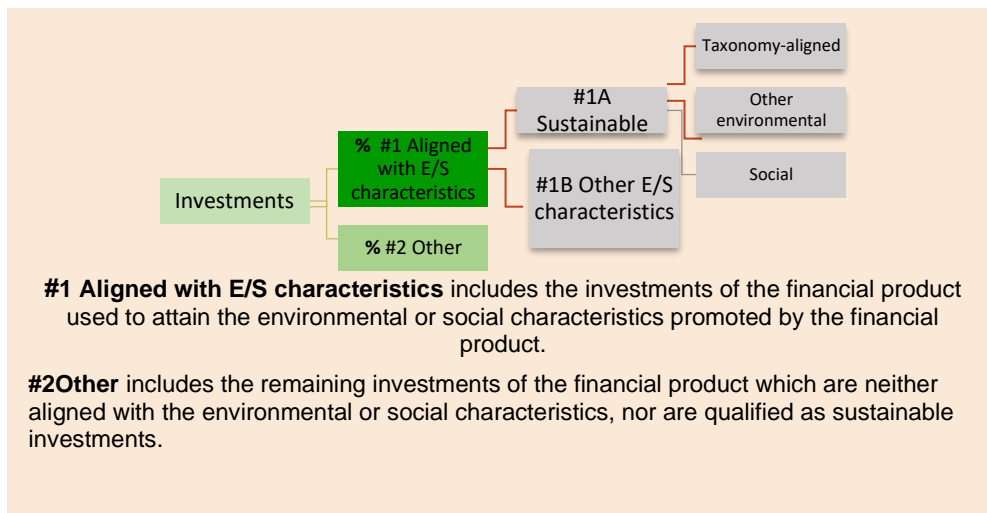 Taxonomy-aligned
#1A
Sustainable
Other
environmental
% #1 Aligned
with E/S
characteristics
#1B Other E/S
characteristics
Social
Investments
% #2 Other
#1 Aligned with E/S characteristics includes the investments of the financial product
used to attain the environmental or social characteristics promoted by the financial
product.
#2Other includes the remaining investments of the financial product which are neither
aligned with the environmental or social characteristics, nor are qualified as sustainable
investments.